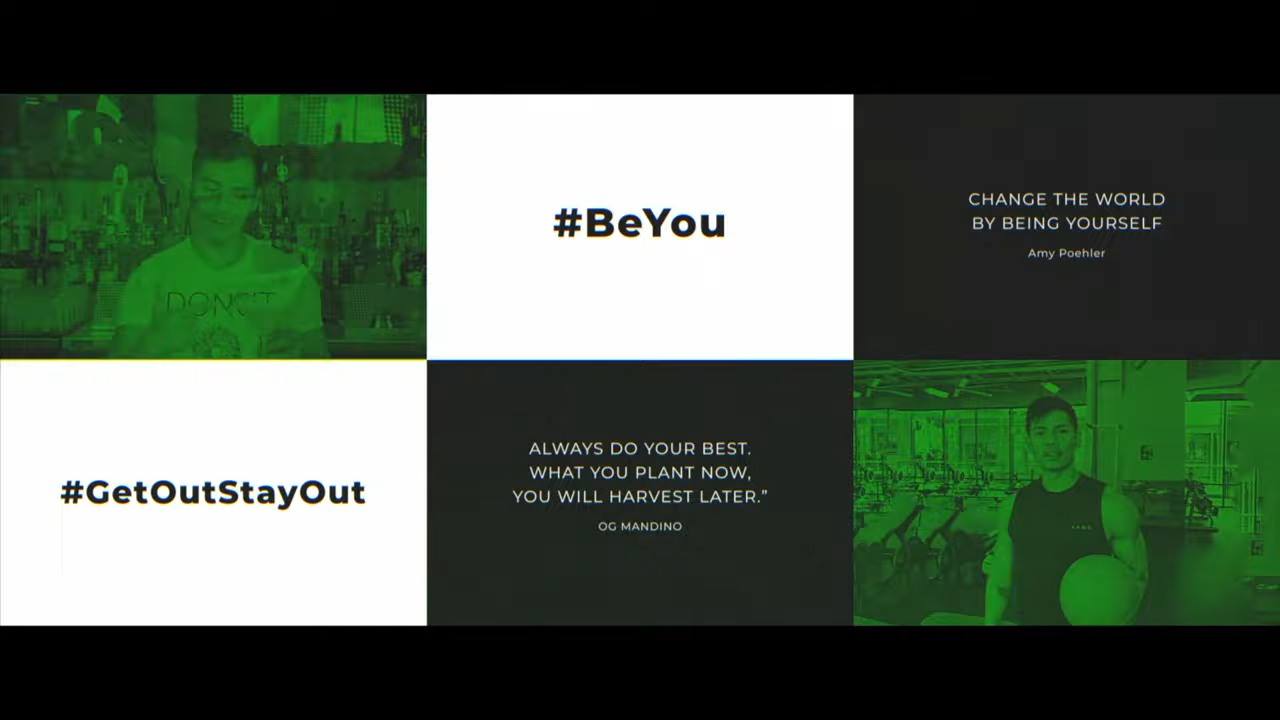 DONC'T
#BeYou
CHANGE THE WORLD
BY BEING YOURSELF
Amy Poehler
#GetOutStayOut
ALWAYS DO YOUR BEST.
WHAT YOU PLANT NOW,
YOU WILL HARVEST LATER.”
OG MANDINO